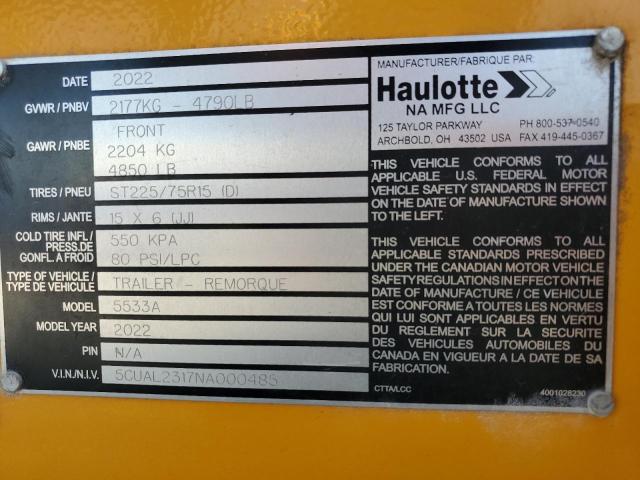 DATE 2022
GVWR / PNBV 2177KG - 4790LB
GAWR / PNBE FRONT
2204 KG
4850 LB
TIRES / PNEU ST225/75R15 (D)
RIMS / JANTE 15 X 6 (JJ)
COLD TIRE INFL / PRESS.DE GONFL. A FROID
550 KPA
80 PSI/LPC
TYPE OF VEHICLE / TYPE DE VÉHICULE TRAILER - REMORQUE
MODEL 5533A
MODEL YEAR 2022
PIN N/A
V.I.N./N.I.V. 5CUAL2317NA000485
MANUFACTURER/FABRIQUE PAR:
Haulotte
NA MFG LLC
125 TAYLOR PARKWAY PH 800-537-0540
ARCHBOLD, OH 43502 USA FAX 419-445-0367
THIS VEHICLE CONFORMS TO ALL
APPLICABLE U.S. FEDERAL MOTOR
VEHICLE SAFETY STANDARDS IN EFFECT
ON THE DATE OF MANUFACTURE SHOWN
TO THE LEFT.
THIS VEHICLE CONFORMS TO ALL
APPLICABLE STANDARDS PRESCRIBED
UNDER THE CANADIAN MOTOR VEHICLE
SAFETY REGULATIONS IN EFFECT ON THE
DATE OF MANUFACTURE / CE VEHICULE
EST CONFORME A TOUTES LES NORMES
QUI LUI SONT APPLICABLES EN VERTU
DU REGLEMENT SUR LA SECURITE
DES VEHICULES AUTOMOBILES DU
CANADA EN VIGUEUR A LA DATE DE SA
FABRICATION.
CTTA/LCC 4001028230